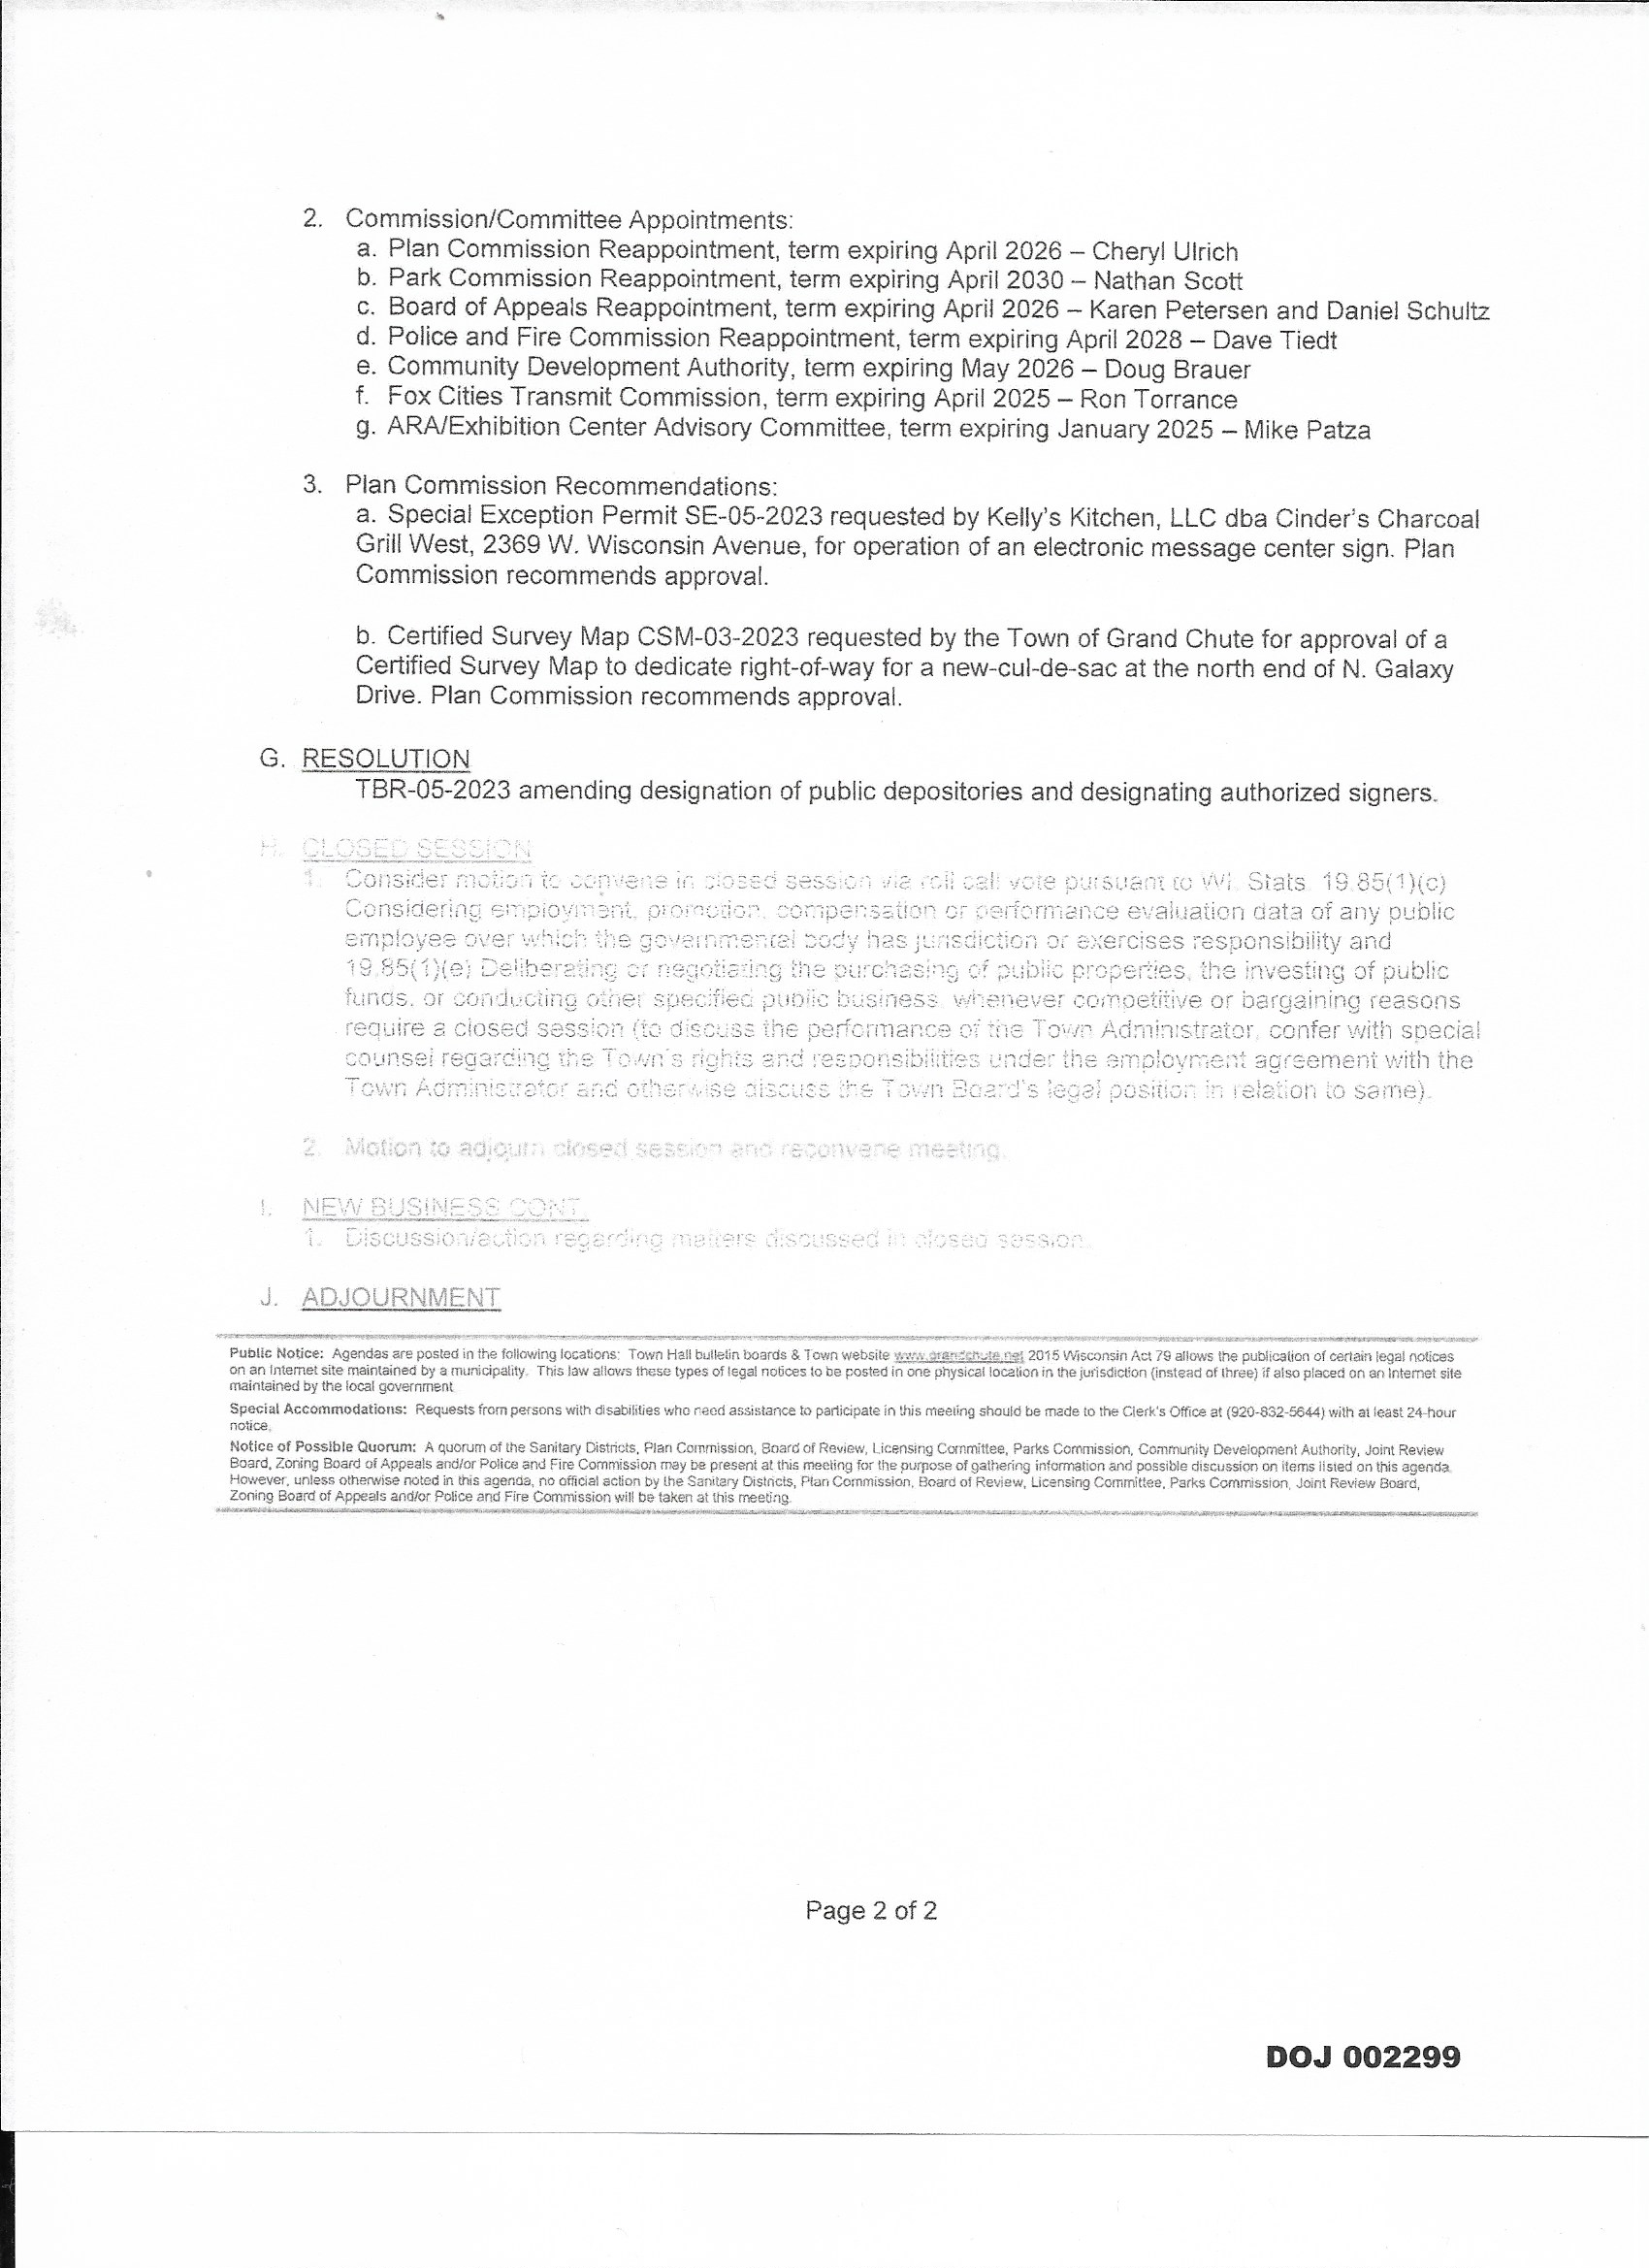 2. Commission/Committee Appointments:
a. Plan Commission Reappointment, term expiring April 2026 – Cheryl Ulrich
b. Park Commission Reappointment, term expiring April 2030 – Nathan Scott
c. Board of Appeals Reappointment, term expiring April 2026 – Karen Petersen and Daniel Schultz
d. Police and Fire Commission Reappointment, term expiring April 2028 – Dave Tiedt
e. Community Development Authority, term expiring May 2026 – Doug Brauer
f. Fox Cities Transmit Commission, term expiring April 2025 – Ron Torrance
g. ARA/Exhibition Center Advisory Committee, term expiring January 2025 – Mike Patza
3. Plan Commission Recommendations:
a. Special Exception Permit SE-05-2023 requested by Kelly's Kitchen, LLC dba Cinder's Charcoal
Grill West, 2369 W. Wisconsin Avenue, for operation of an electronic message center sign. Plan
Commission recommends approval.
b. Certified Survey Map CSM-03-2023 requested by the Town of Grand Chute for approval of a
Certified Survey Map to dedicate right-of-way for a new-cul-de-sac at the north end of N. Galaxy
Drive. Plan Commission recommends approval.
G. RESOLUTION
TBR-05-2023 amending designation of public depositories and designating authorized signers.
H. CLOSED SESSION
1. Consider motion to convene in closed session via roll call vote pursuant to WI. Stats. 19.85(1)(c)
Considering employment, promotion, compensation or performance evaluation data of any public
employee over which the governmental body has jurisdiction or exercises responsibility and
19.85(1)(e) Deliberating or negotiating the purchasing of public properties, the investing of public
funds, or conducting other specified public business, whenever competitive or bargaining reasons
require a closed session (to discuss the performance of the Town Administrator, confer with special
counsel regarding the Town's rights and responsibilities under the employment agreement with the
Town Administrator and otherwise discuss the Town Board's legal position in relation to same).
2. Motion to adjourn closed session and reconvene meeting.
I. NEW BUSINESS CONT.
1. Discussion/action regarding matters discussed in closed session.
J. ADJOURNMENT
Public Notice: Agendas are posted in the following locations: Town Hall bulletin boards & Town website www.grandchute.net 2015 Wisconsin Act 79 allows the publication of certain legal notices
on an Internet site maintained by a municipality. This law allows these types of legal notices to be posted in one physical location in the jurisdiction (instead of three) if also placed on an Internet site
maintained by the local government
Special Accommodations: Requests from persons with disabilities who need assistance to participate in this meeting should be made to the Clerk's Office at (920-832-5644) with at least 24-hour
notice.
Notice of Possible Quorum: A quorum of the Sanitary Districts, Plan Commission, Board of Review, Licensing Committee, Parks Commission, Community Development Authority, Joint Review
Board, Zoning Board of Appeals and/or Police and Fire Commission may be present at this meeting for the purpose of gathering information and possible discussion on items listed on this agenda.
However, unless otherwise noted in this agenda, no official action by the Sanitary Districts, Plan Commission, Board of Review, Licensing Committee, Parks Commission, Joint Review Board,
Zoning Board of Appeals and/or Police and Fire Commission will be taken at this meeting.
Page 2 of 2
DOJ 002299